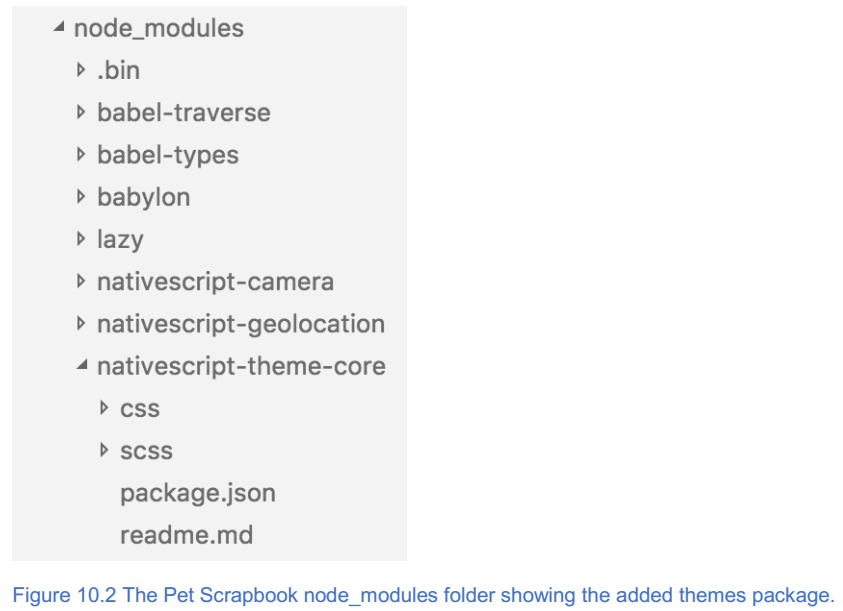 node_modules
.bin
babel-traverse
babel-types
babylon
lazy
nativescript-camera
nativescript-geolocation
nativescript-theme-core
css
scss
package.json
readme.md
Figure 10.2 The Pet Scrapbook node_modules folder showing the added themes package.